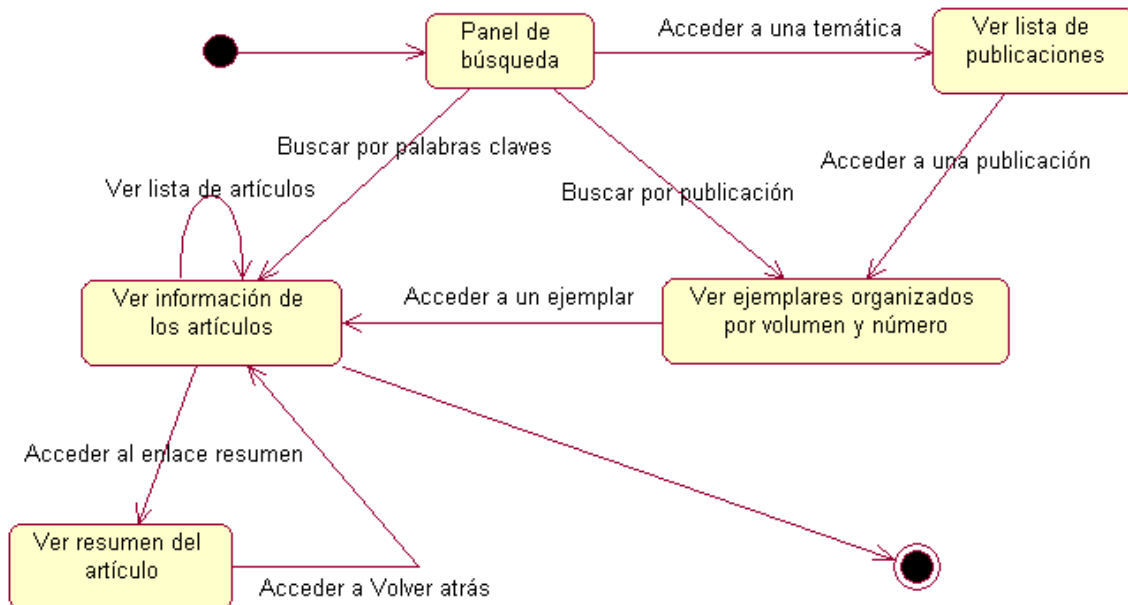 Panel de
búsqueda
Acceder a una temática
Ver lista de
publicaciones
Buscar por palabras claves
Acceder a una publicación
Ver lista de artículos
Buscar por publicación
Ver información de
los artículos
Acceder a un ejemplar
Ver ejemplares organizados
por volumen y número
Acceder al enlace resumen
Ver resumen del
artículo
Acceder a Volver atrás